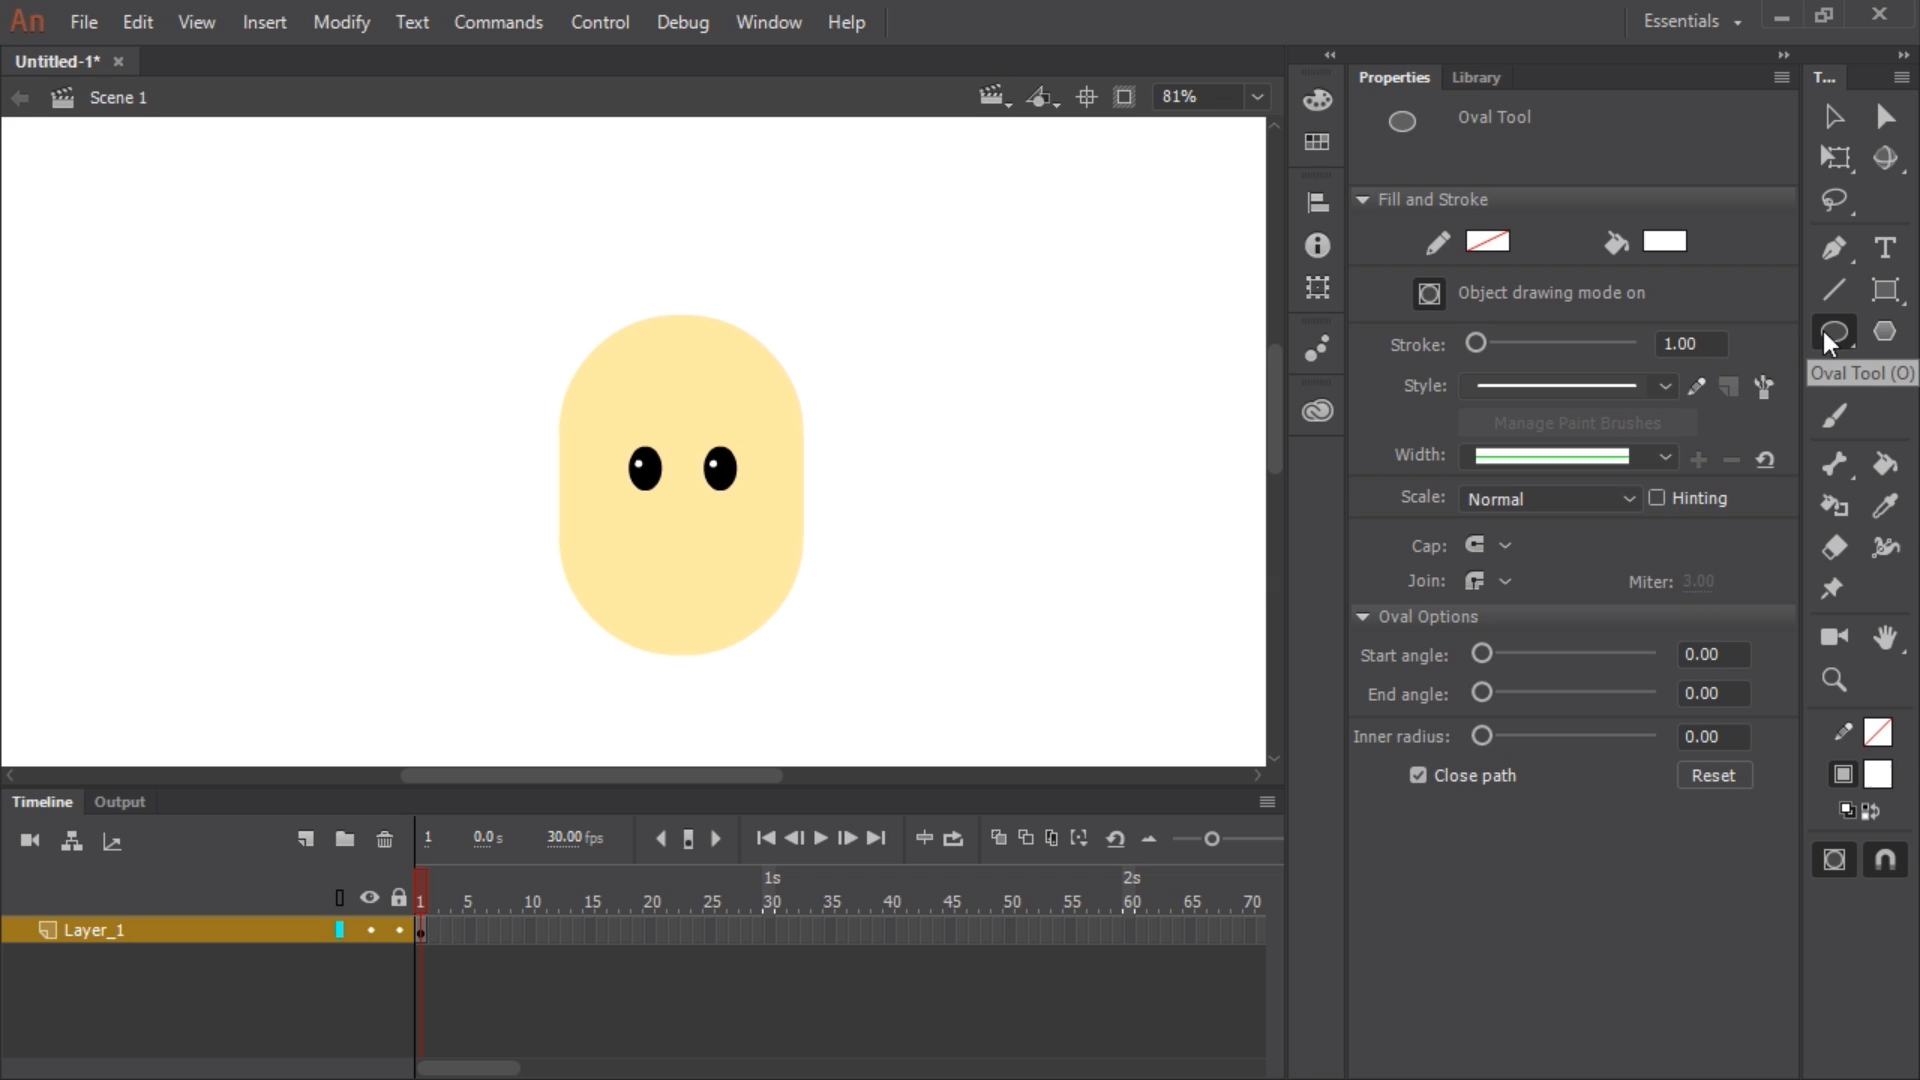 An File Edit View Insert Modify Text Commands Control Debug Window Help Essentials
Untitled-1*
Scene 1
81%
Properties Library T...
Oval Tool
Fill and Stroke
Object drawing mode on
Stroke: 1.00
Oval Tool (O)
Style:
Manage Paint Brushes
Width:
Scale: Normal Hinting
Cap:
Join: Miter: 3.00
Oval Options
Start angle: 0.00
End angle: 0.00
Inner radius: 0.00
Close path Reset
Timeline Output
1 0.0 s 30.00 fps
1s 2s
1 5 10 15 20 25 30 35 40 45 50 55 60 65 70
Layer_1